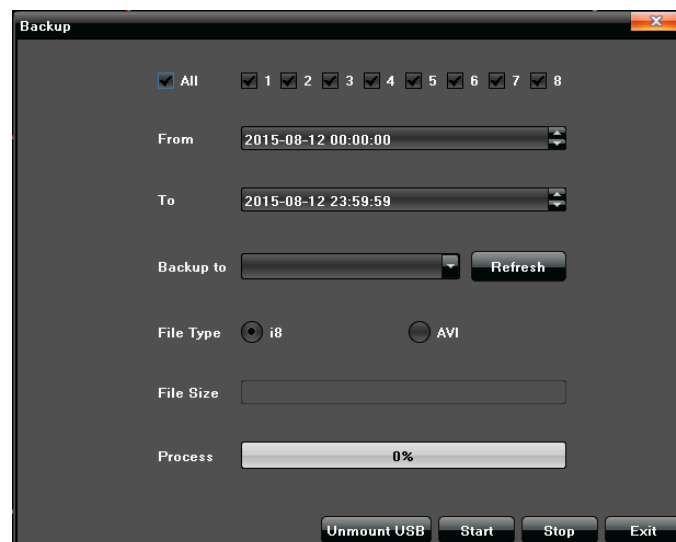 Backup
All 1 2 3 4 5 6 7 8
From 2015-08-12 00:00:00
To 2015-08-12 23:59:59
Backup to Refresh
File Type i8 AVI
File Size
Process 0%
Unmount USB Start Stop Exit